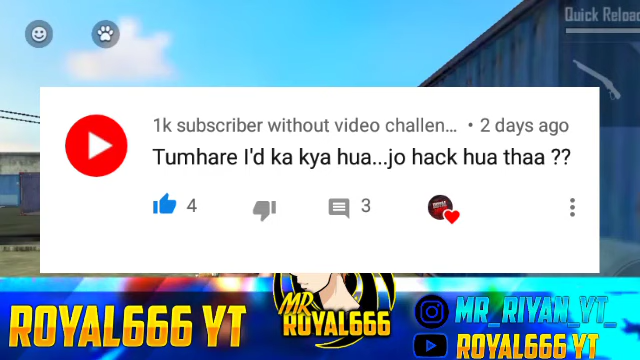 Quick Reload
1k subscriber without video challen... • 2 days ago
Tumhare I'd ka kya hua...jo hack hua thaa ??
4
3
ROYAL666 YT
MR
ROYAL666
MR_RIYAN_YT_
ROYAL666 YT